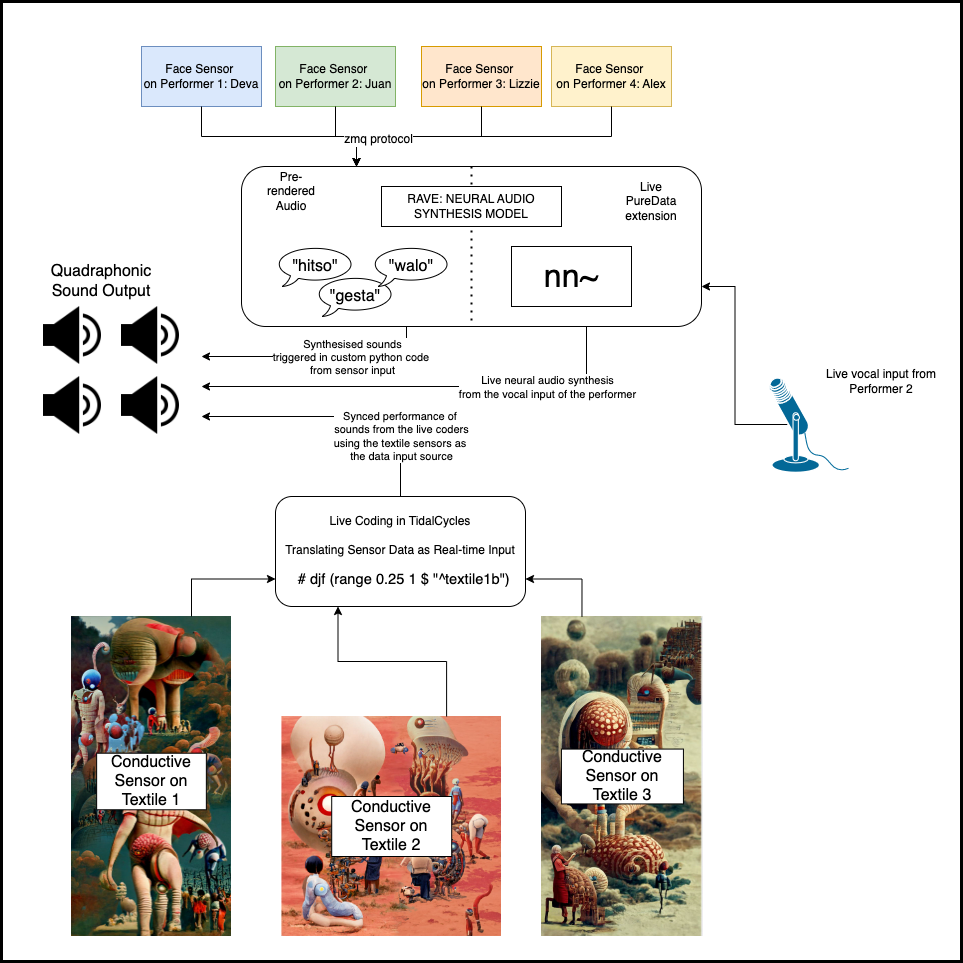 Face Sensor
on Performer 1: Deva
Face Sensor
on Performer 2: Juan
Face Sensor
on Performer 3: Lizzie
Face Sensor
on Performer 4: Alex
zmq protocol
Pre-
rendered
Audio
RAVE: NEURAL AUDIO
SYNTHESIS MODEL
Live
PureData
extension
"hitso"
"walo"
"gesta"
nn~
Quadraphonic
Sound Output
Synthesised sounds
triggered in custom python code
from sensor input
Live neural audio synthesis
from the vocal input of the performer
Live vocal input from
Performer 2
Synced performance of
sounds from the live coders
using the textile sensors as
the data input source
Live Coding in TidalCycles
Translating Sensor Data as Real-time Input
# djf (range 0.25 1 $ "^textile1b")
Conductive
Sensor on
Textile 1
Conductive
Sensor on
Textile 2
Conductive
Sensor on
Textile 3